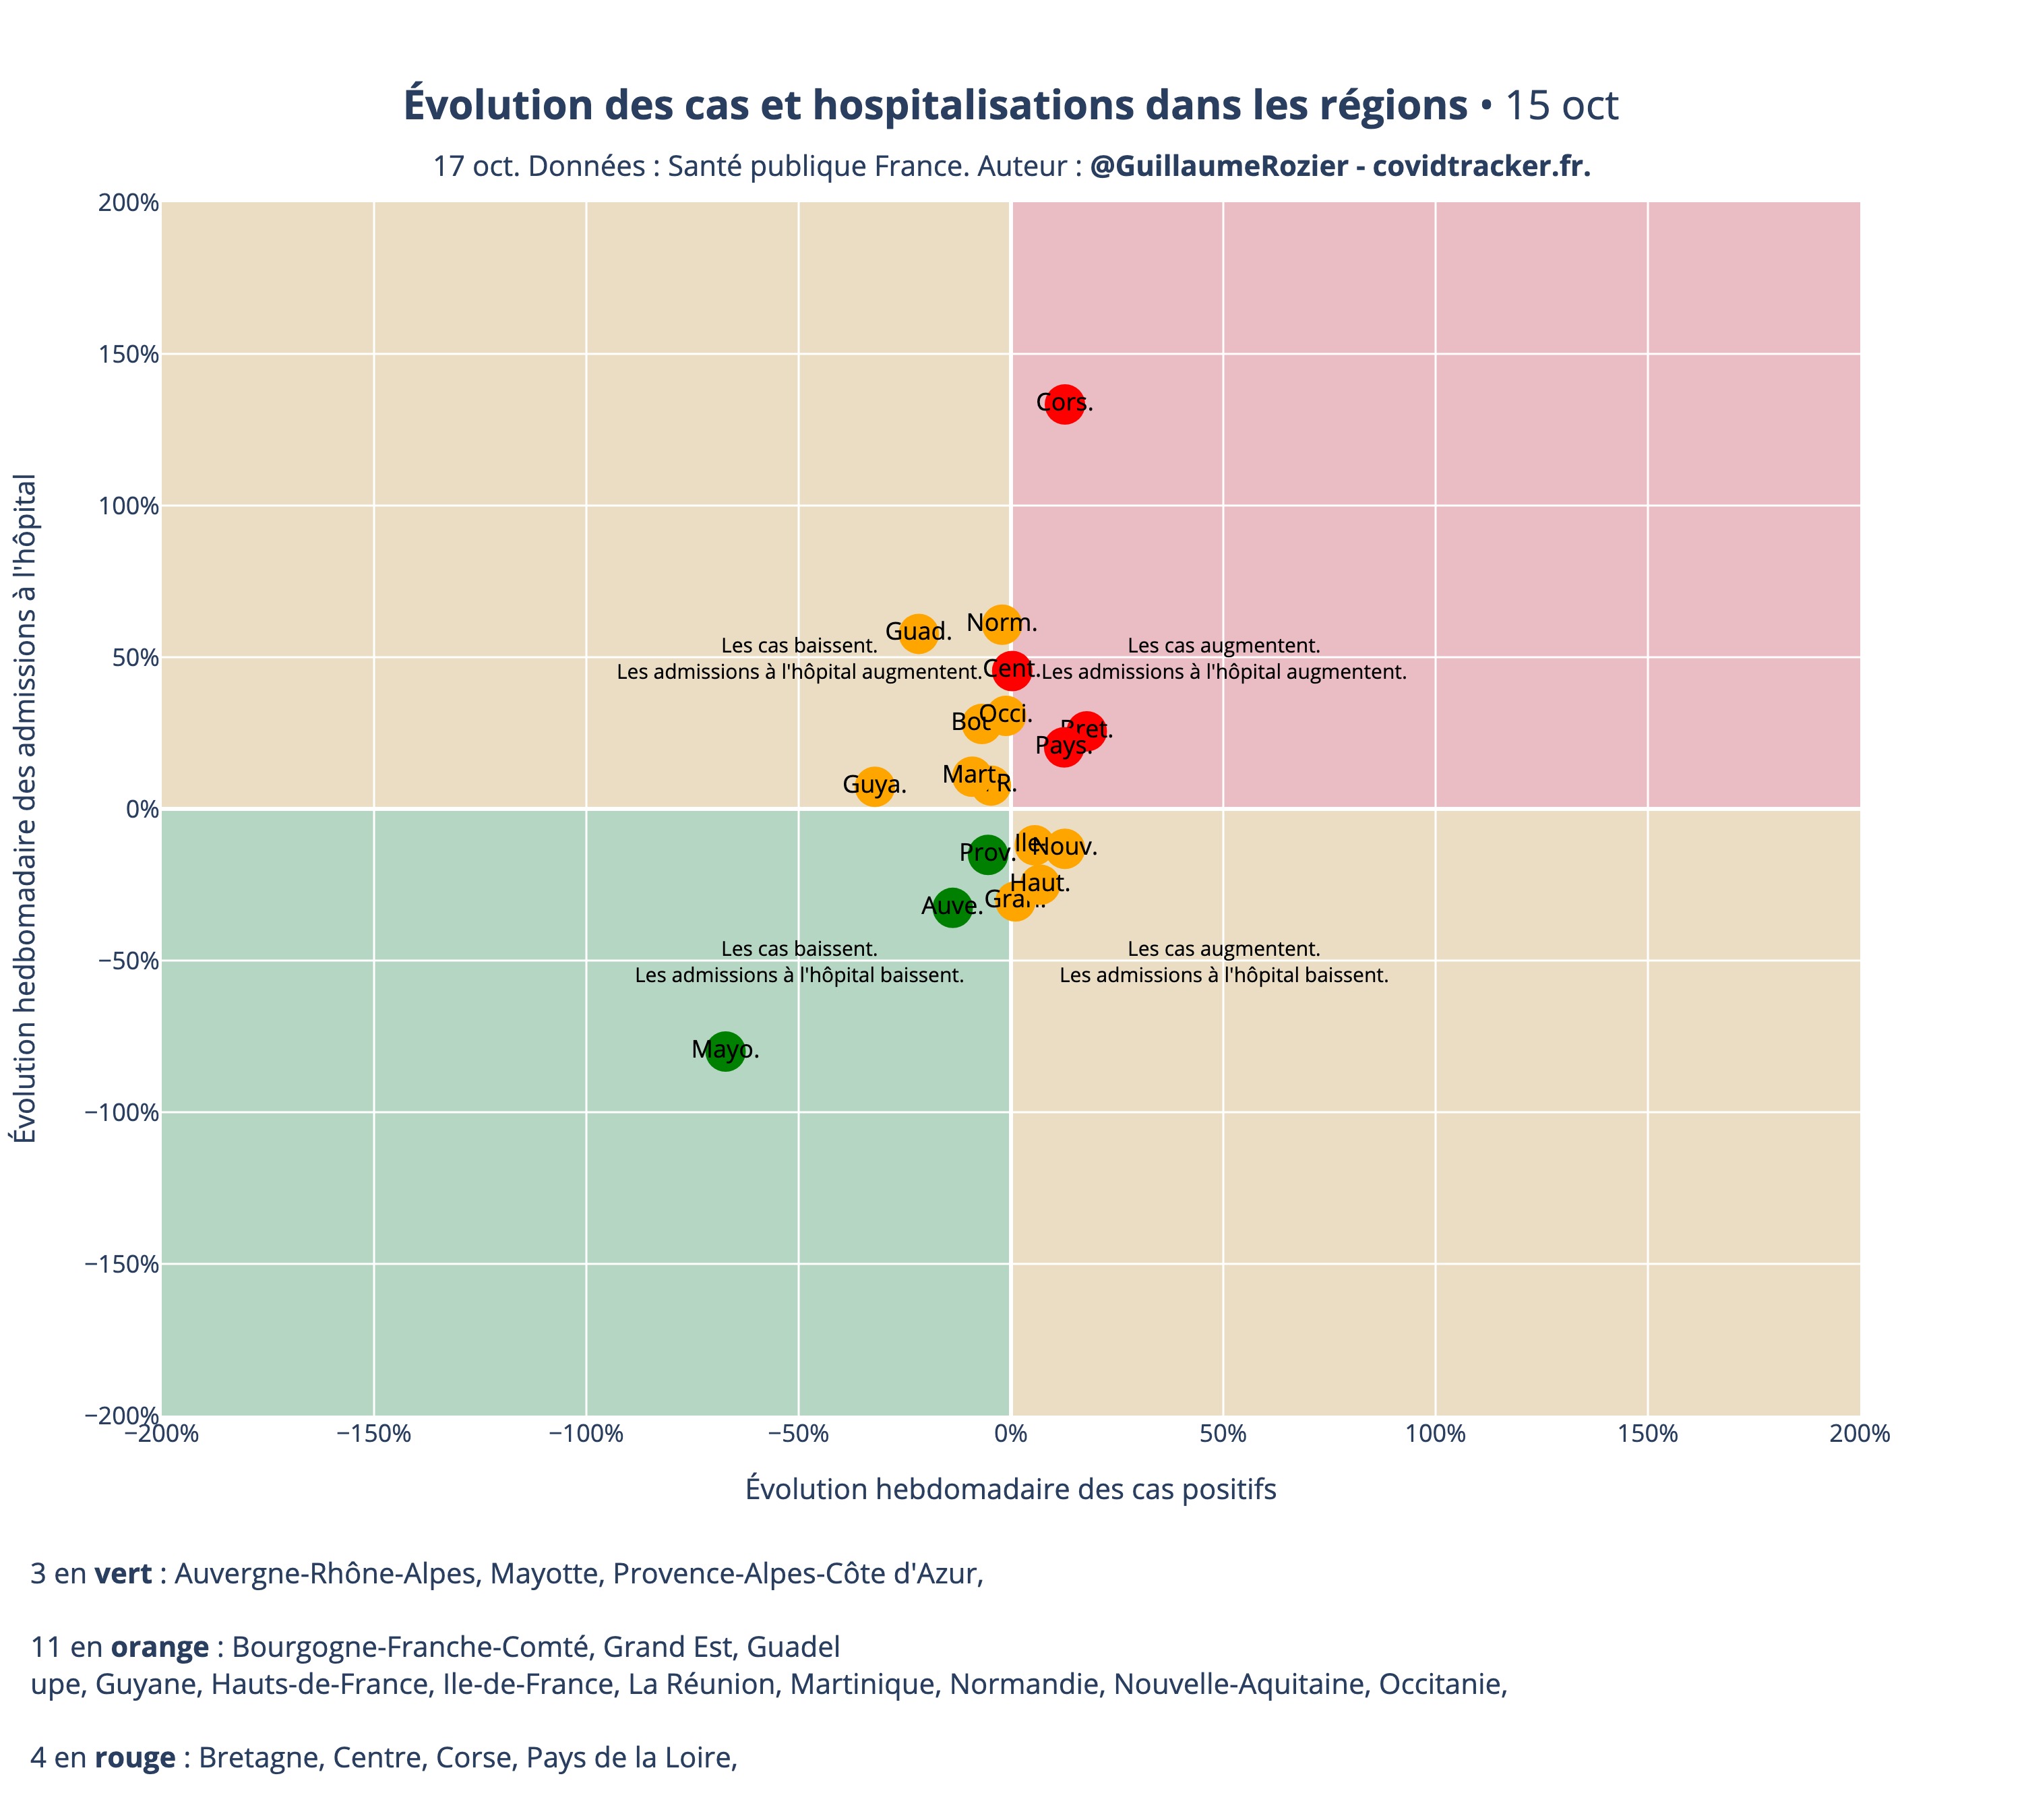 Évolution des cas et hospitalisations dans les régions • 15 oct
17 oct. Données : Santé publique France. Auteur : @GuillaumeRozier - covidtracker.fr.
Évolution hedbomadaire des admissions à l'hôpital
200%
150%
100%
50%
0%
−50%
−100%
−150%
−200%
Cors.
Norm.
Guad.
Les cas baissent.
Les admissions à l'hôpital augmentent.
Cent.
Les cas augmentent.
Les admissions à l'hôpital augmentent.
Occi.
Pays.
Mart.
R.
Guya.
Prov.
Ile
Nouv.
Haut.
Auve.
Les cas baissent.
Les admissions à l'hôpital baissent.
Les cas augmentent.
Les admissions à l'hôpital baissent.
Mayo.
−200%
−150%
−100%
−50%
0%
50%
100%
150%
200%
Évolution hebdomadaire des cas positifs
3 en vert : Auvergne-Rhône-Alpes, Mayotte, Provence-Alpes-Côte d'Azur,
11 en orange : Bourgogne-Franche-Comté, Grand Est, Guadel
upe, Guyane, Hauts-de-France, Ile-de-France, La Réunion, Martinique, Normandie, Nouvelle-Aquitaine, Occitanie,
4 en rouge : Bretagne, Centre, Corse, Pays de la Loire,